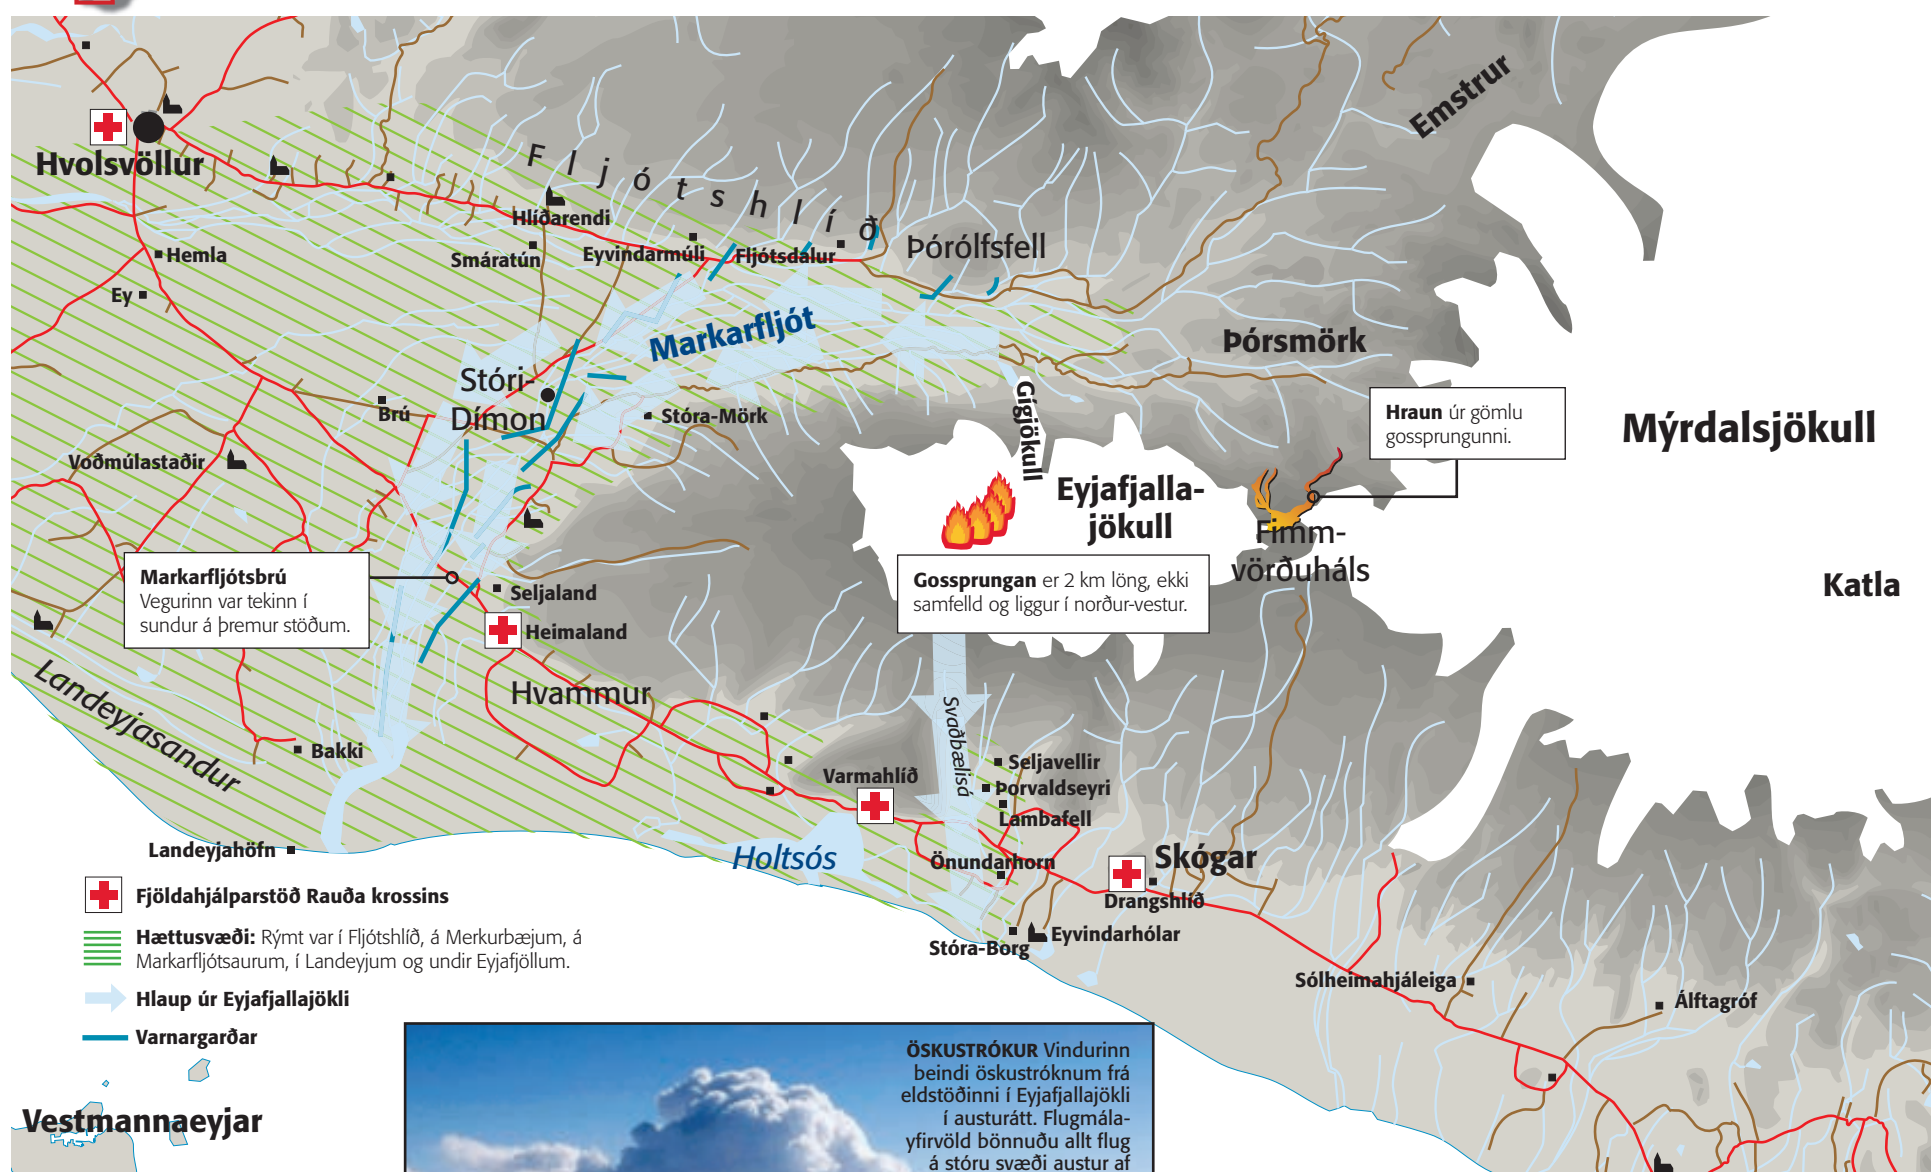 Emstrur
Hvolsvöllur
Fljótshlíð
Hlíðarendi
Hemla
Smáratún
Eyvindarmúli
Fljótsdalur
Þórólfsfell
Ey
Markarfljót
Þórsmörk
Stóri-
Dímon
Brú
Stóra-Mörk
Gígjökull
Hraun úr gömlu
gossprungunni.
Mýrdalsjökull
Voðmúlastaðir
Eyjafjalla-
jökull
Fimm-
vörðuháls
Markarfljótsbrú
Vegurinn var tekinn í
sundur á þremur stöðum.
Seljaland
Gossprungan er 2 km löng, ekki
samfelld og liggur í norður-vestur.
Katla
Heimaland
Landeyjasandur
Hvammur
Bakki
Svaðbælisá
Seljavellir
Varmahlíð
Þorvaldseyri
Lambafell
Landeyjahöfn
Holtsós
Önundarhorn
Skógar
Drangshlíð
Stóra-Borg
Eyvindarhólar
Sólheimahjáleiga
Álftagróf
Fjöldahjálparstöð Rauða krossins
Hættusvæði: Rýmt var í Fljótshlíð, á Merkurbæjum, á
Markarfljótsaurum, í Landeyjum og undir Eyjafjöllum.
Hlaup úr Eyjafjallajökli
Varnargarðar
Vestmannaeyjar
ÖSKUSTRÓKUR Vindurinn
beindi öskustróknum frá
eldstöðinni í Eyjafjallajökli
í austurátt. Flugmála-
yfirvöld bönnuðu allt flug
á stóru svæði austur af